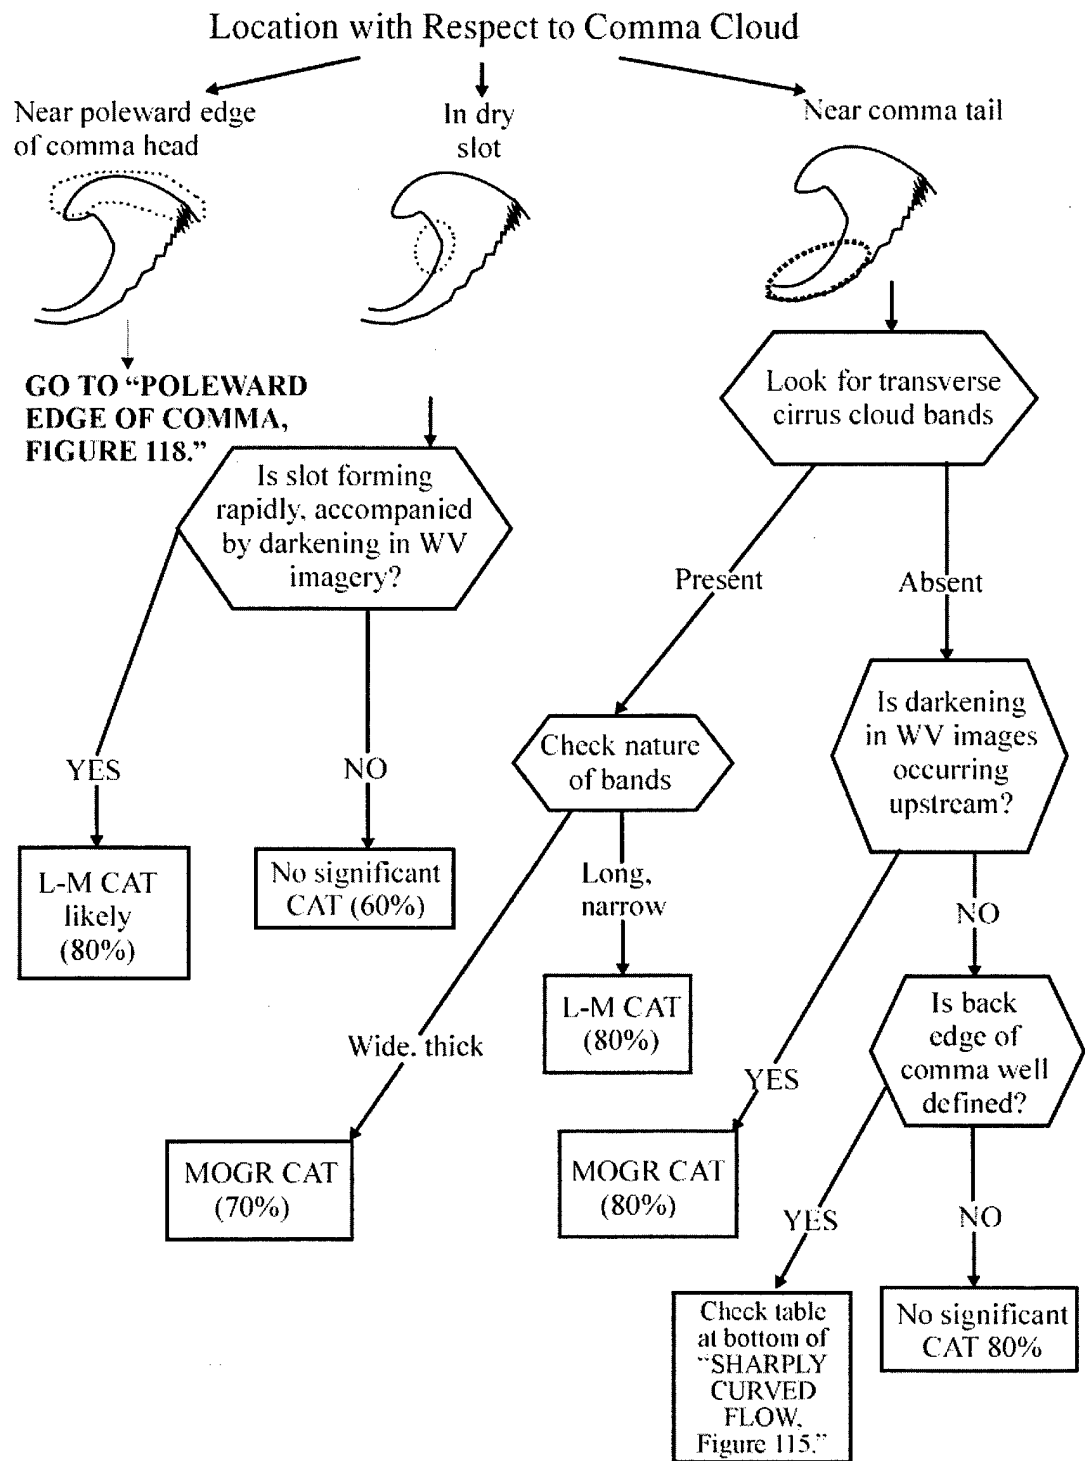 Location with Respect to Comma Cloud
Near poleward edge
of comma head
In dry
slot
Near comma tail
GO TO “POLEWARD
EDGE OF COMMA,
FIGURE 118.”
Is slot forming
rapidly, accompanied
by darkening in WV
imagery?
YES
NO
L-M CAT
likely
(80%)
No significant
CAT (60%)
Look for transverse
cirrus cloud bands
Present
Absent
Check nature
of bands
Wide. thick
Long,
narrow
MOGR CAT
(70%)
L-M CAT
(80%)
Is darkening
in WV images
occurring
upstream?
YES
NO
MOGR CAT
(80%)
Is back
edge of
comma well
defined?
YES
NO
Check table
at bottom of
“SHARPLY
CURVED
FLOW,
Figure 115.”
No significant
CAT 80%